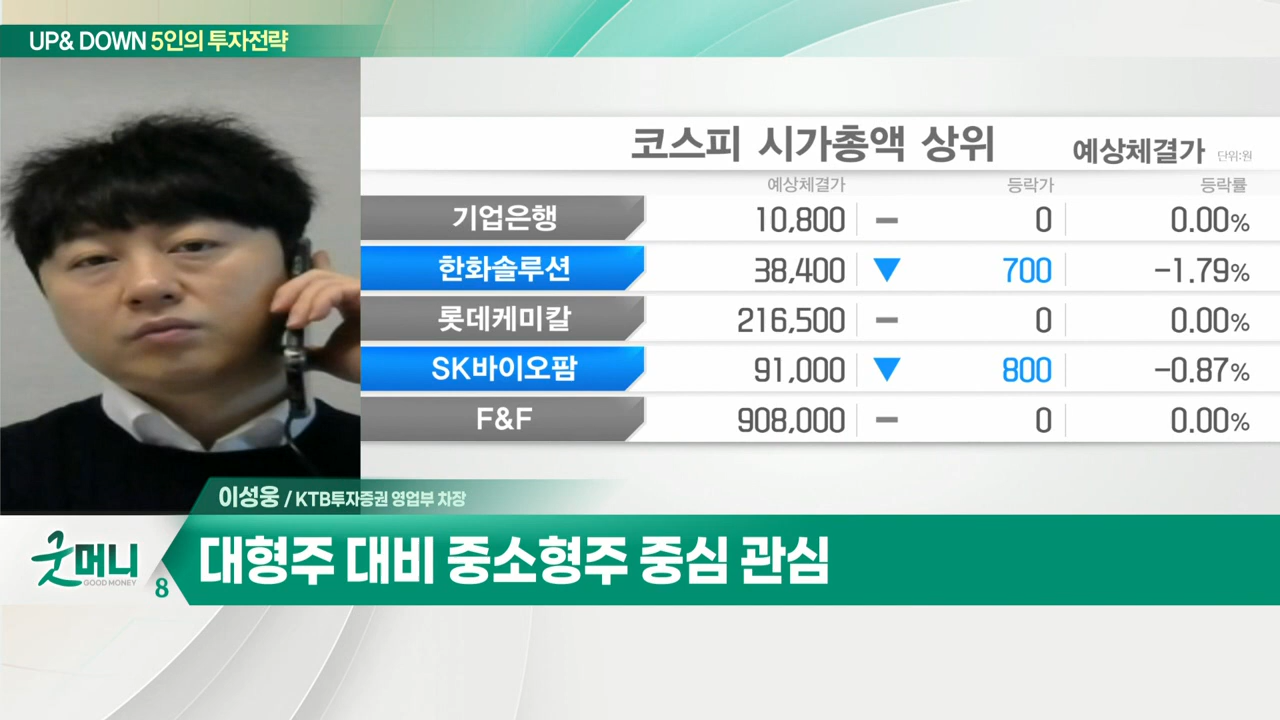 UP& DOWN 5인의 투자전략
코스피 시가총액 상위 예상체결가 단위:원
예상체결가 등락가 등락률
기업은행 10,800 － 0 0.00%
한화솔루션 38,400 ▼ 700 -1.79%
롯데케미칼 216,500 － 0 0.00%
SK바이오팜 91,000 ▼ 800 -0.87%
F&F 908,000 － 0 0.00%
이성웅 / KTB투자증권 영업부 차장
굿머니
GOOD MONEY
8
대형주 대비 중소형주 중심 관심